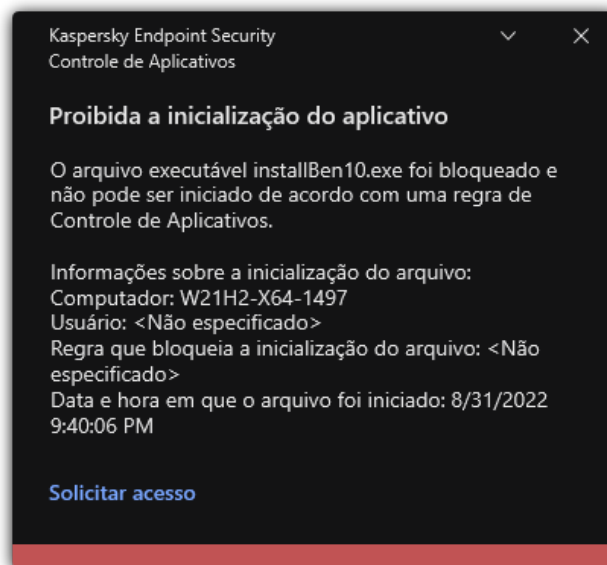 Kaspersky Endpoint Security
Controle de Aplicativos
Proibida a inicialização do aplicativo
O arquivo executável installBen10.exe foi bloqueado e
não pode ser iniciado de acordo com uma regra de
Controle de Aplicativos.
Informações sobre a inicialização do arquivo:
Computador: W21H2-X64-1497
Usuário: <Não especificado>
Regra que bloqueia a inicialização do arquivo: <Não
especificado>
Data e hora em que o arquivo foi iniciado: 8/31/2022
9:40:06 PM
Solicitar acesso